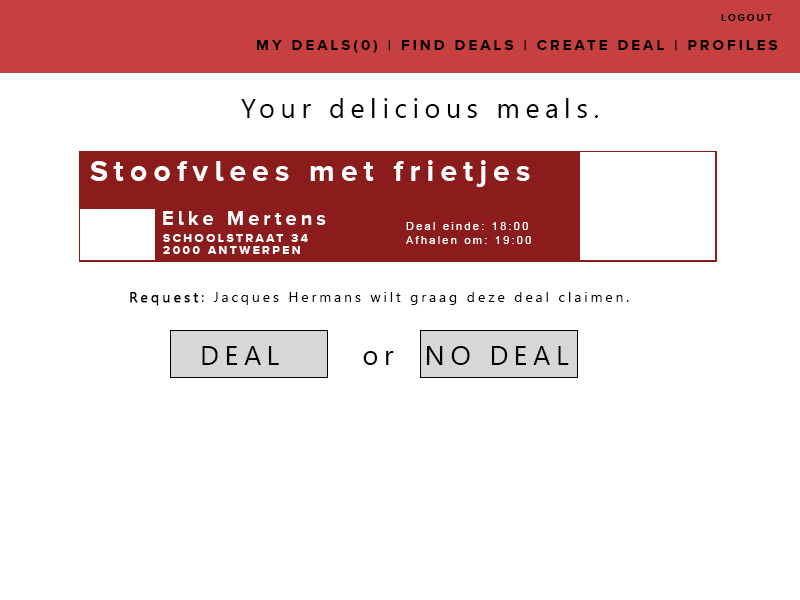 LOGOUT
MY DEALS(0) | FIND DEALS | CREATE DEAL | PROFILES
Your delicious meals.
Stoofvlees met frietjes
Elke Mertens
SCHOOLSTRAAT 34
2000 ANTWERPEN
Deal einde: 18:00
Afhalen om: 19:00
Request: Jacques Hermans wilt graag deze deal claimen.
DEAL or NO DEAL